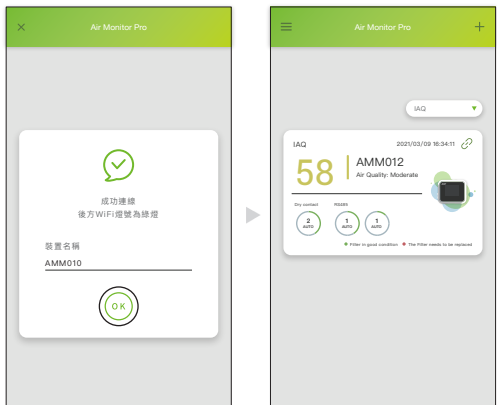 Air Monitor Pro
成功連線
後方WiFi燈號為綠燈
裝置名稱
AMM010
OK
Air Monitor Pro
IAQ
IAQ
2021/03/09 16:34:11
58
AMM012
Air Quality: Moderate
Dry contact
RS485
2
AUTO
1
AUTO
1
AUTO
Filter in good condition
The Filter needs to be replaced